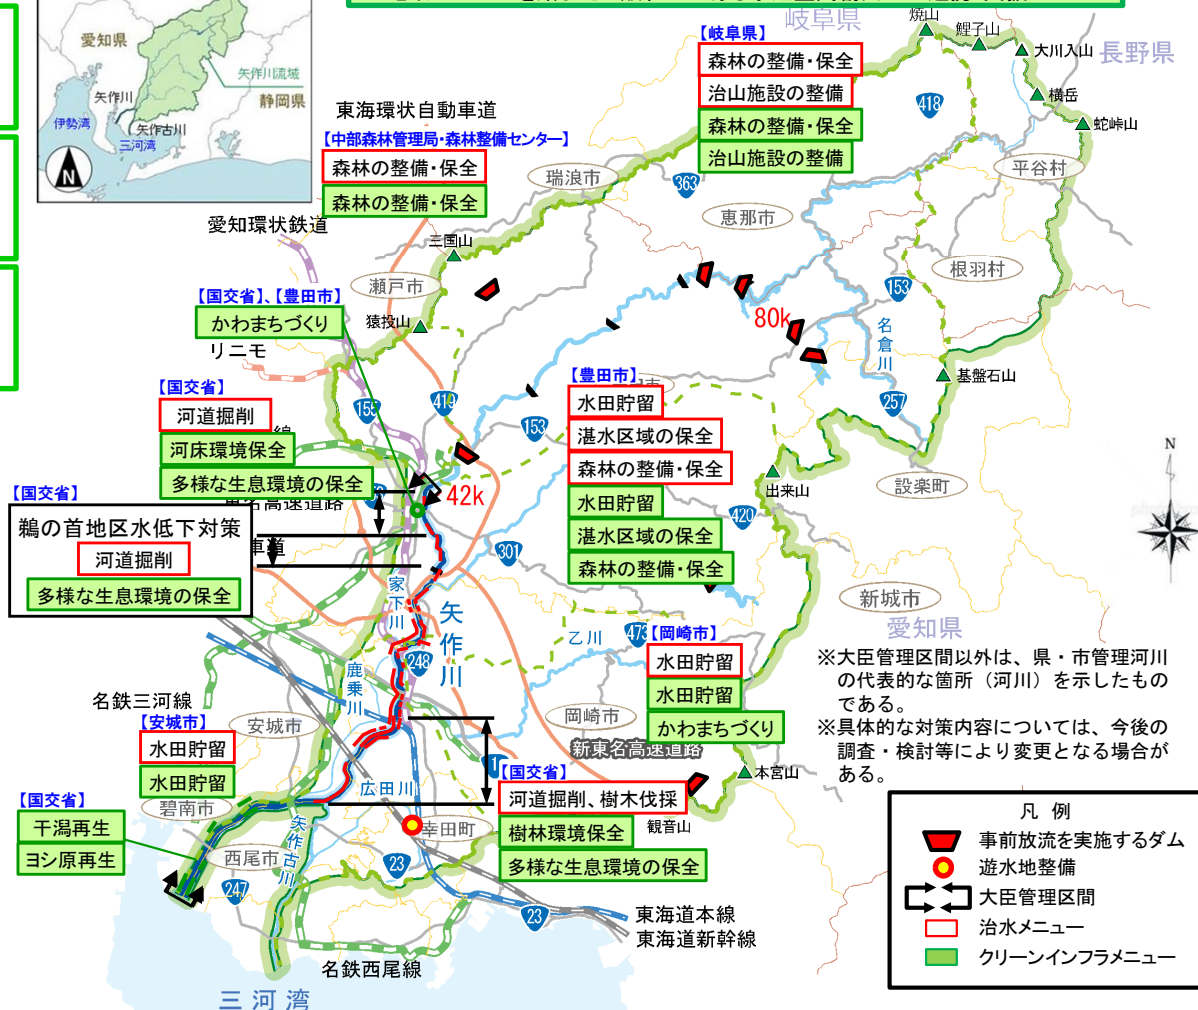 岐阜県
愛知県
矢作川流域
静岡県
矢作川
伊勢湾
矢作古川
三河湾
N
焼山
鯉子山
大川入山
長野県
横岳
蛇峠山
平谷村
418
【岐阜県】
森林の整備・保全
治山施設の整備
森林の整備・保全
治山施設の整備
東海環状自動車道
【中部森林管理局・森林整備センター】
森林の整備・保全
森林の整備・保全
瑞浪市
363
恵那市
愛知環状鉄道
三国山
瀬戸市
根羽村
153
【国交省】、【豊田市】
かわまちづくり
猿投山
リニモ
80k
名倉川
基盤石山
257
【国交省】
河道掘削
河床環境保全
多様な生息環境の保全
155
419
153
【豊田市】
水田貯留
湛水区域の保全
森林の整備・保全
水田貯留
湛水区域の保全
森林の整備・保全
出来山
設楽町
420
42k
【国交省】
鵜の首地区水低下対策
河道掘削
多様な生息環境の保全
301
家下川
矢作川
新城市
愛知県
乙川
473
248
鹿乗川
【岡崎市】
水田貯留
水田貯留
かわまちづくり
岡崎市
新東名高速道路
※大臣管理区間以外は、県・市管理河川
の代表的な箇所（河川）を示したもの
である。
※具体的な対策内容については、今後の
調査・検討等により変更となる場合が
ある。
N
名鉄三河線
【安城市】
水田貯留
水田貯留
安城市
碧南市
広田川
【国交省】
河道掘削、樹木伐採
樹林環境保全
多様な生息環境の保全
本宮山
観音山
【国交省】
干潟再生
ヨシ原再生
西尾市
矢作古川
幸田町
23
247
23
東海道本線
東海道新幹線
名鉄西尾線
三河湾
凡 例
事前放流を実施するダム
遊水地整備
大臣管理区間
治水メニュー
クリーンインフラメニュー